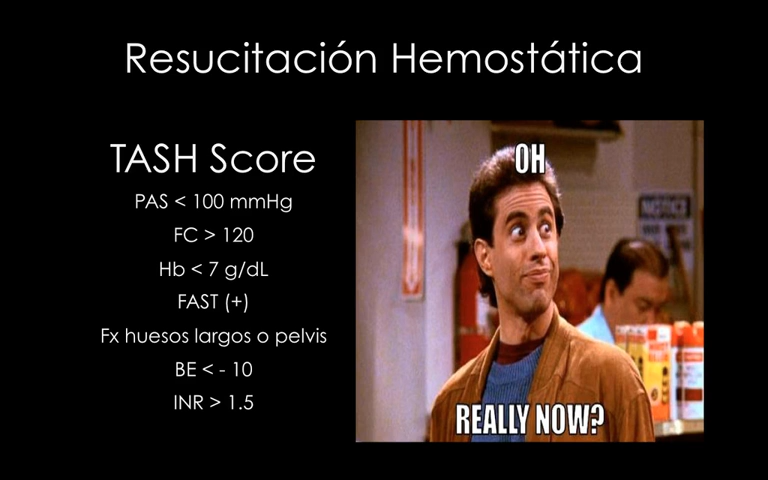 Resucitación Hemostática
TASH Score
PAS < 100 mmHg
FC > 120
Hb < 7 g/dL
FAST (+)
Fx huesos largos o pelvis
BE < - 10
INR > 1.5
OH
NOTICE
REALLY NOW?